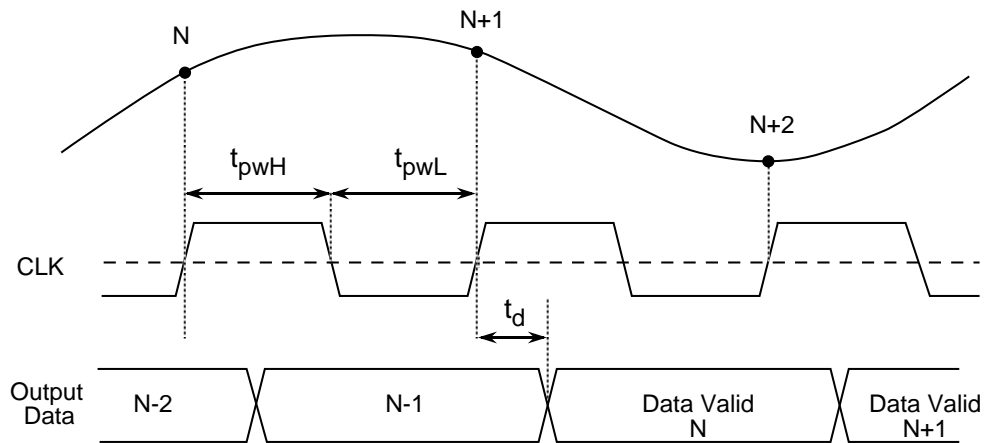 N
N+1
N+2
tpwH
tpwL
CLK
td
Output
Data
N-2
N-1
Data Valid
N
Data Valid
N+1